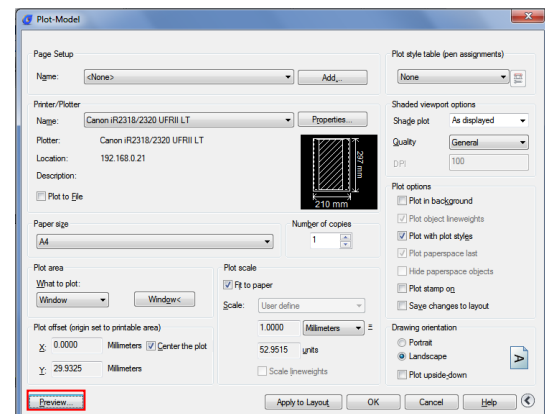 Plot-Model
Page Setup
Name: <None> Add...
Printer/Plotter
Name: Canon iR2318/2320 UFRII LT Properties...
Plotter: Canon iR2318/2320 UFRII LT
Location: 192.168.0.21
Description:
Plot to File
297 mm
210 mm
Paper size
A4
Number of copies
1
Plot area
What to plot:
Window Window<
Plot offset (origin set to printable area)
X: 0.0000 Millimeters Center the plot
Y: 29.9325 Millimeters
Plot scale
Fit to paper
Scale: User define
1.0000 Millimeters =
52.9515 units
Scale lineweights
Plot style table (pen assignments)
None
Shaded viewport options
Shade plot As displayed
Quality General
DPI 100
Plot options
Plot in background
Plot object lineweights
Plot with plot styles
Plot paperspace last
Hide paperspace objects
Plot stamp on
Save changes to layout
Drawing orientation
Portrait
Landscape
Plot upside-down
A
Preview... Apply to Layout OK Cancel Help